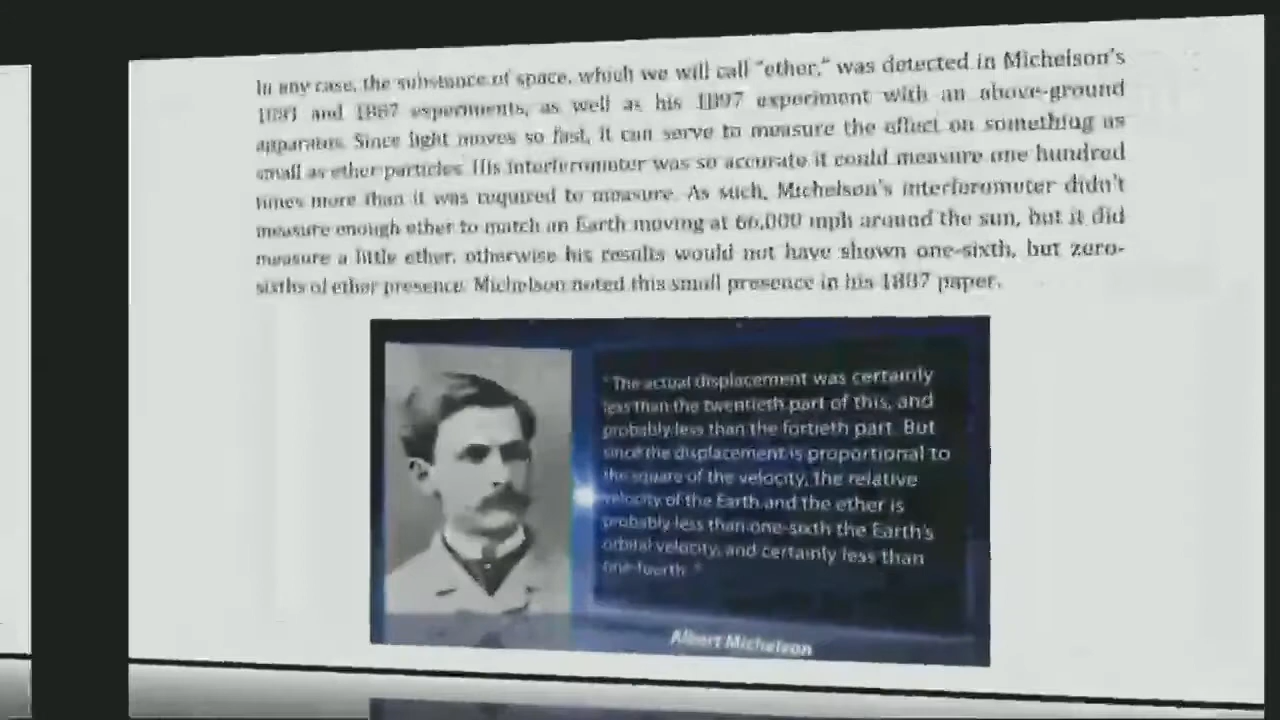 In any case, the substance of space, which we will call "ether," was detected in Michelson's
1881 and 1887 experiments, as well as his 1897 experiment with an above-ground
apparatus. Since light moves so fast, it can serve to measure the effect on something as
small as ether particles. His interferometer was so accurate it could measure one hundred
times more than it was required to measure. As such, Michelson's interferometer didn't
measure enough ether to match an Earth moving at 66,000 mph around the sun, but it did
measure a little ether, otherwise his results would not have shown one-sixth, but zero-
sixths of ether presence. Michelson noted this small presence in his 1887 paper.
"The actual displacement was certainly
less than the twentieth part of this, and
probably less than the fortieth part. But
since the displacement is proportional to
the square of the velocity, the relative
velocity of the Earth and the ether is
probably less than one-sixth the Earth's
orbital velocity, and certainly less than
one-fourth."
Albert Michelson